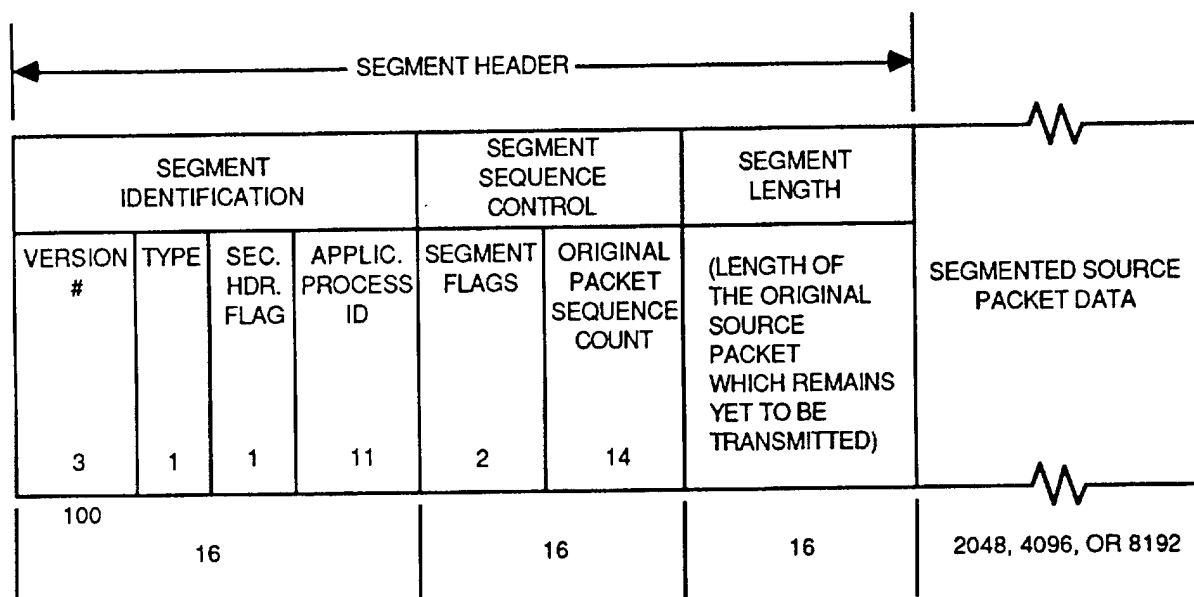 SEGMENT HEADER
SEGMENT
IDENTIFICATION
SEGMENT
SEQUENCE
CONTROL
SEGMENT
LENGTH
VERSION
#
3
TYPE
1
SEC.
HDR.
FLAG
1
APPLIC.
PROCESS
ID
11
SEGMENT
FLAGS
2
ORIGINAL
PACKET
SEQUENCE
COUNT
14
(LENGTH OF
THE ORIGINAL
SOURCE
PACKET
WHICH REMAINS
YET TO BE
TRANSMITTED)
SEGMENTED SOURCE
PACKET DATA
100
16
16
16
2048, 4096, OR 8192